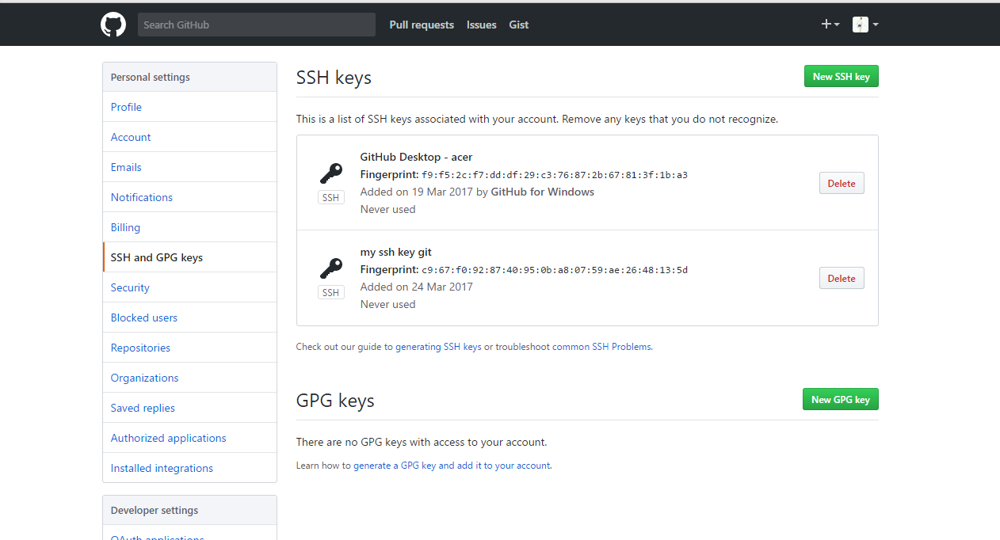 Search GitHub
Pull requests Issues Gist
Personal settings
Profile
Account
Emails
Notifications
Billing
SSH and GPG keys
Security
Blocked users
Repositories
Organizations
Saved replies
Authorized applications
Installed integrations
Developer settings
OAuth applications
SSH keys
New SSH key
This is a list of SSH keys associated with your account. Remove any keys that you do not recognize.
GitHub Desktop - acer
Fingerprint: f9:f5:2c:f7:dd:df:29:c3:76:87:2b:67:81:3f:1b:a3
Added on 19 Mar 2017 by GitHub for Windows
Never used
SSH
Delete
my ssh key git
Fingerprint: c9:67:f0:92:87:40:95:0b:a8:07:59:ae:26:48:13:5d
Added on 24 Mar 2017
Never used
SSH
Delete
Check out our guide to generating SSH keys or troubleshoot common SSH Problems.
GPG keys
New GPG key
There are no GPG keys with access to your account.
Learn how to generate a GPG key and add it to your account.